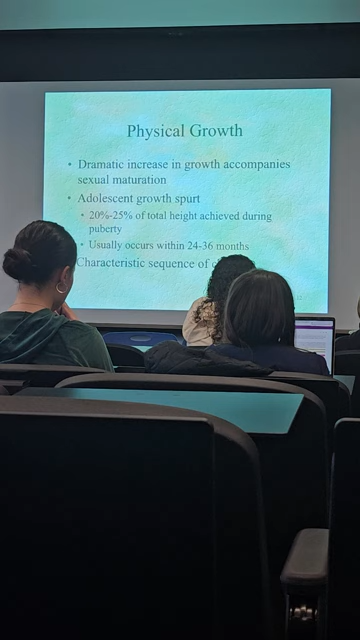 Physical Growth
• Dramatic increase in growth accompanies
sexual maturation
• Adolescent growth spurt
• 20%-25% of total height achieved during
puberty
• Usually occurs within 24-36 months
Characteristic sequence of